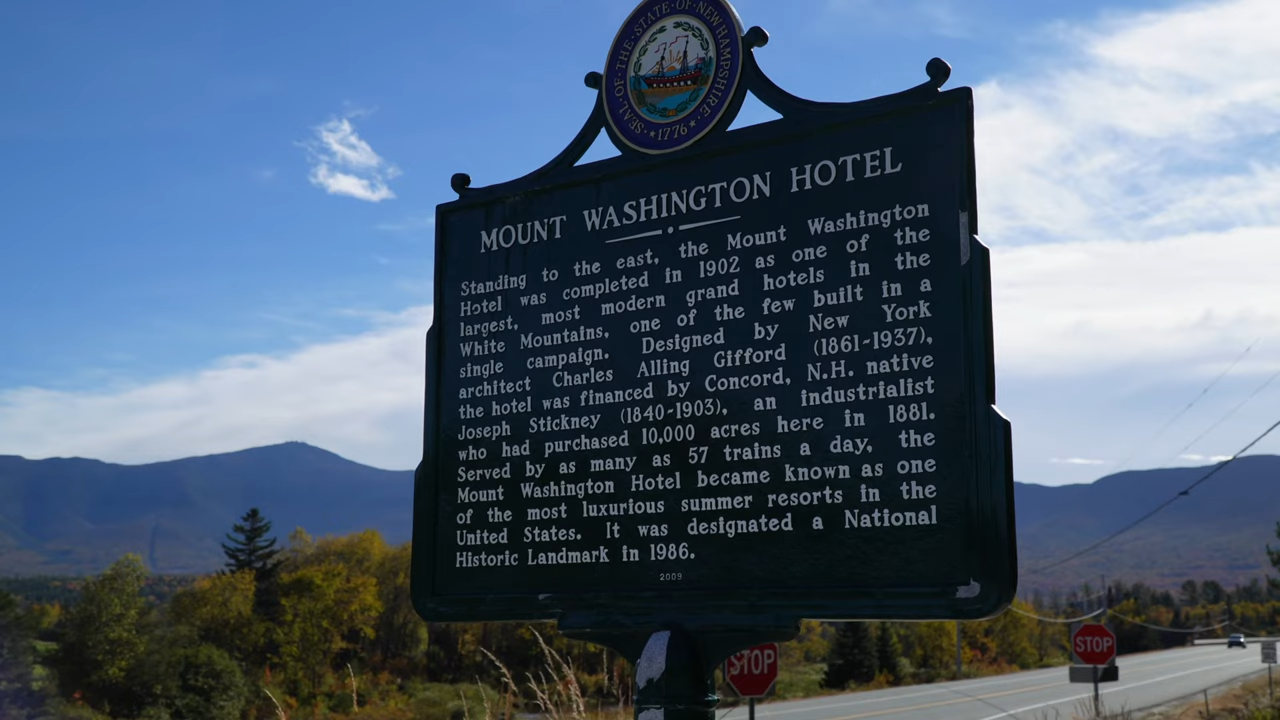 SEAL·OF·THE·STATE·OF·NEW HAMPSHIRE·
★1776★
MOUNT WASHINGTON HOTEL
Standing to the east, the Mount Washington
Hotel was completed in 1902 as one of the
largest, most modern grand hotels in the
White Mountains, one of the few built in a
single campaign. Designed by New York
architect Charles Alling Gifford (1861-1937),
the hotel was financed by Concord, N.H. native
Joseph Stickney (1840-1903), an industrialist
who had purchased 10,000 acres here in 1881.
Served by as many as 57 trains a day, the
Mount Washington Hotel became known as one
of the most luxurious summer resorts in the
United States. It was designated a National
Historic Landmark in 1986.
2009
STOP
STOP